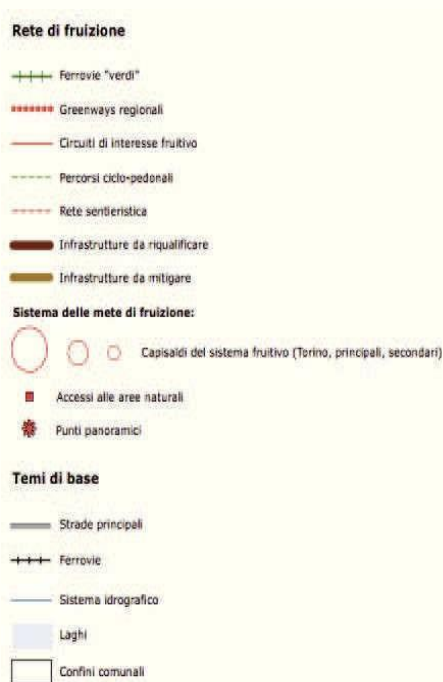 Rete di fruizione
Ferrovie "verdi"
Greenways regionali
Circuiti di interesse fruitivo
Percorsi ciclo-pedonali
Rete sentieristica
Infrastrutture da riqualificare
Infrastrutture da mitigare
Sistema delle mete di fruizione:
Capisaldi del sistema fruitivo (Torino, principali, secondari)
Accessi alle aree naturali
Punti panoramici
Temi di base
Strade principali
Ferrovie
Sistema idrografico
Laghi
Confini comunali